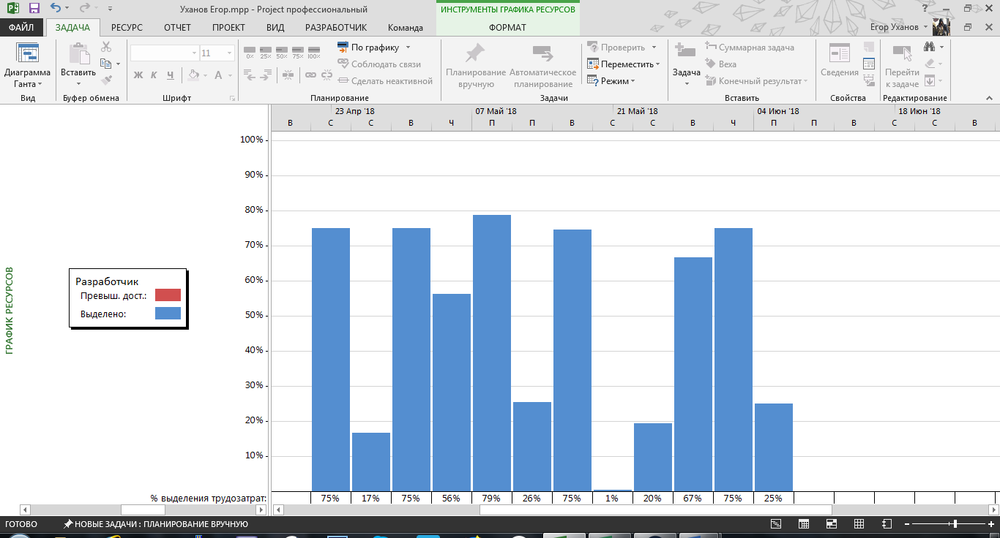 Уханов Егор.mpp - Project профессиональный
ИНСТРУМЕНТЫ ГРАФИКА РЕСУРСОВ
ФАЙЛ ЗАДАЧА РЕСУРС ОТЧЕТ ПРОЕКТ ВИД РАЗРАБОТЧИК Команда ФОРМАТ Егор Уханов
Диаграмма Ганта
Вид
Вставить
Буфер обмена
11
Ж К Ч А
Шрифт
0% 25% 50% 75% 100%
По графику
Соблюдать связи
Сделать неактивной
Планирование
Планирование вручную
Автоматическое планирование
Проверить
Переместить
Режим
Задачи
Задача
Суммарная задача
Веха
Конечный результат
Вставить
Сведения
Свойства
Перейти к задаче
Редактирование
23 Апр '18 07 Май '18 21 Май '18 04 Июн '18 18 Июн '18
В С С В Ч П П В С С В Ч П П В С С В
100%
90%
80%
70%
60%
50%
40%
30%
20%
10%
ГРАФИК РЕСУРСОВ
Разработчик
Превыш. дост.:
Выделено:
% выделения трудозатрат: 75% 17% 75% 56% 79% 26% 75% 1% 20% 67% 75% 25%
ГОТОВО НОВЫЕ ЗАДАЧИ : ПЛАНИРОВАНИЕ ВРУЧНУЮ